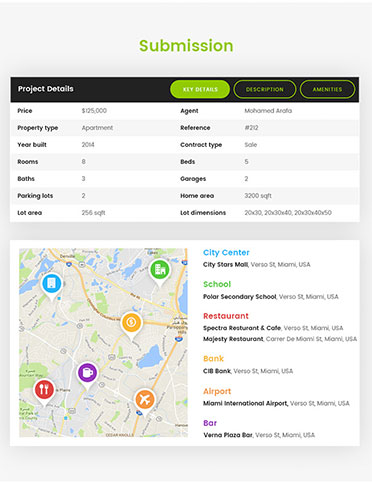 Submission
Project Details
KEY DETAILS
DESCRIPTION
AMENITIES
Price $125,000 Agent Mohamed Arafa
Property type Apartment Reference #212
Year built 2014 Contract type Sale
Rooms 8 Beds 5
Baths 3 Garages 2
Parking lots 2 Home area 3200 sqft
Lot area 256 sqft Lot dimensions 20x30, 20x30x40, 20x30x40x50
City Center
City Stars Mall, Verso St, Miami, USA
School
Polar Secondary School, Verso St, Miami, USA
Restaurant
Spectra Resturunt & Cafe, Verso St, Miami, USA
Majesty Restaurant, Carrer De Miami St, Miami, USA
Bank
CIB Bank, Verso St, Miami, USA
Airport
Miami International Airport, Verso St, Miami, USA
Bar
Verna Plaza Bar, Verso St, Miami, USA
Denville
CEDAR KNOLLS